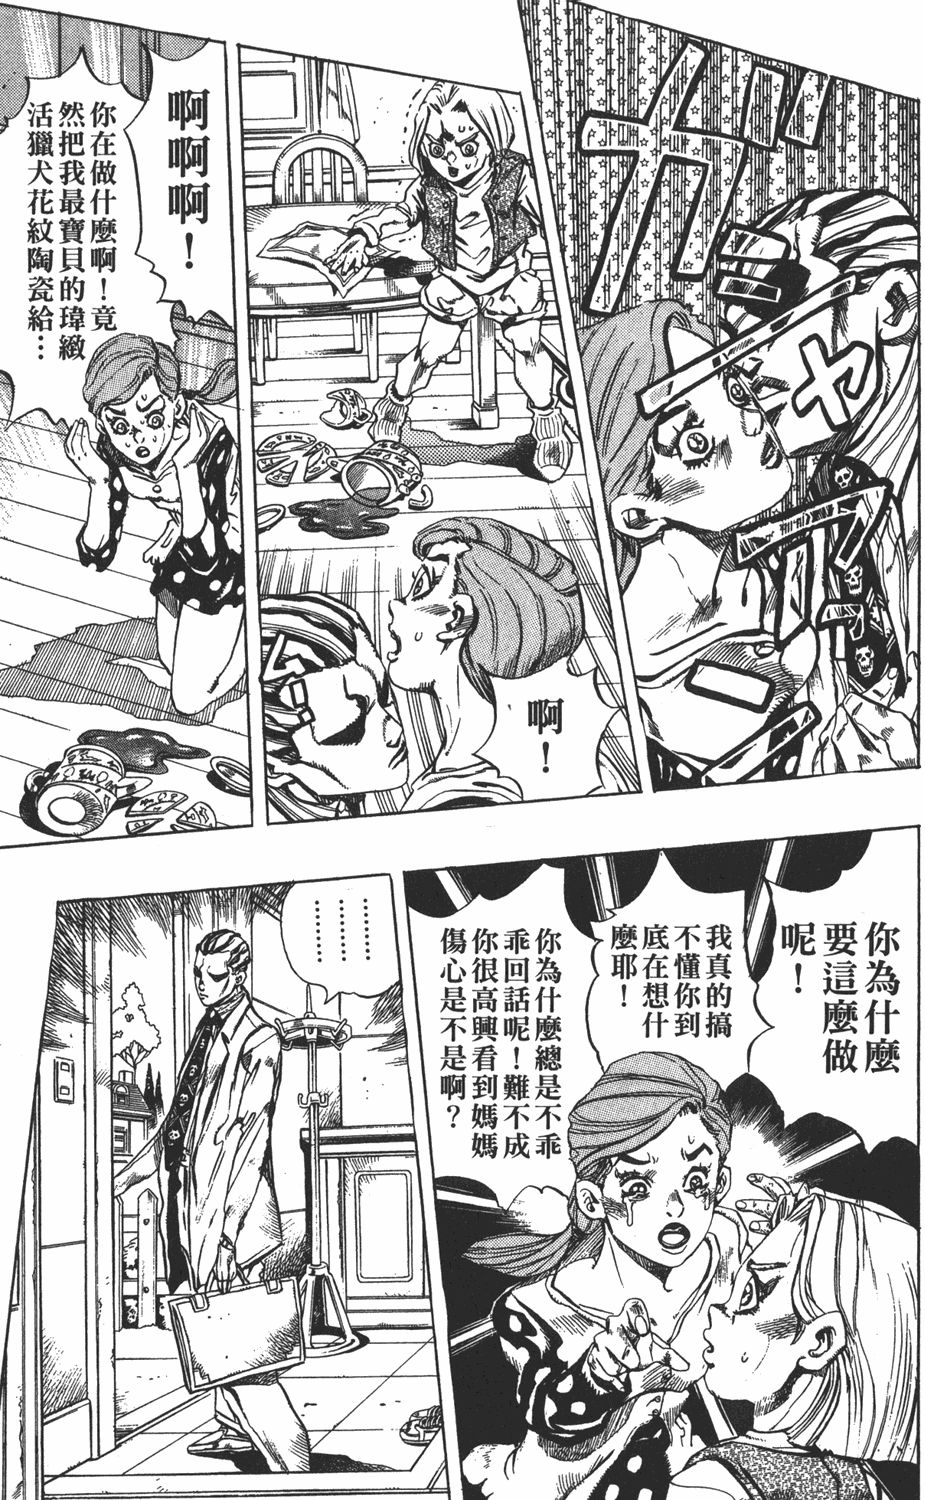 ガシャァン
啊！
啊啊啊！
你在做什麼啊！竟
然把我最寶貝的瑋緻
活獵犬花紋陶瓷給
⋯
你為什麼
要這麼做
呢！
我真的搞
不懂你到
底在想什
麼耶！
你為什麼總是不乖
乖回話呢！難不成
你很高興看到媽媽
傷心是不是啊？
⋯⋯⋯
⋯⋯⋯